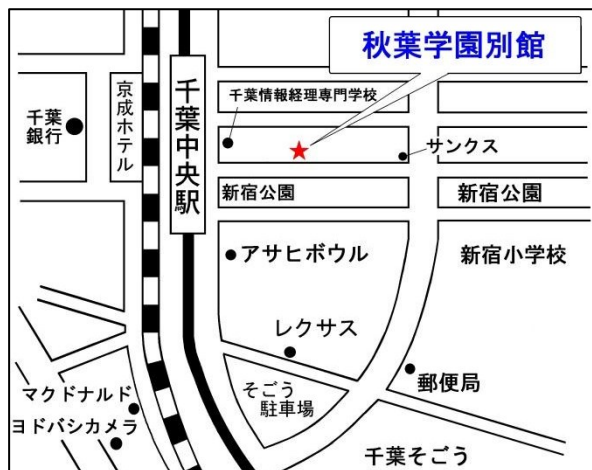 秋葉学園別館
千葉情報経理専門学校
京成ホテル
千葉中央駅
千葉
銀行
サンクス
新宿公園
新宿公園
アサヒボウル
新宿小学校
レクサス
マクドナルド
ヨドバシカメラ
そごう
駐車場
郵便局
千葉そごう